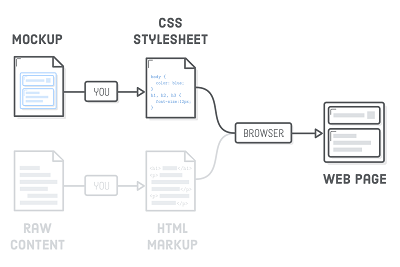 MOCKUP
CSS
STYLESHEET
YOU
body {
color: blue;
}
h1, h2, h3 {
font-size:12px;
}
BROWSER
WEB PAGE
YOU
RAW
CONTENT
HTML
MARKUP